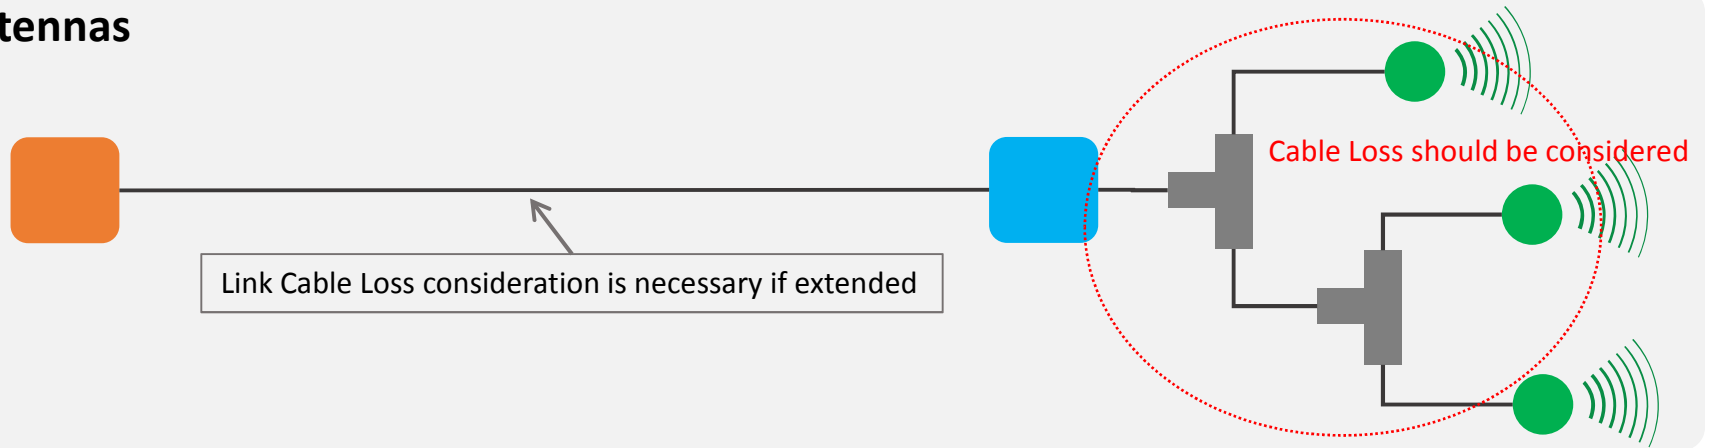 tennas
Cable Loss should be considered
Link Cable Loss consideration is necessary if extended